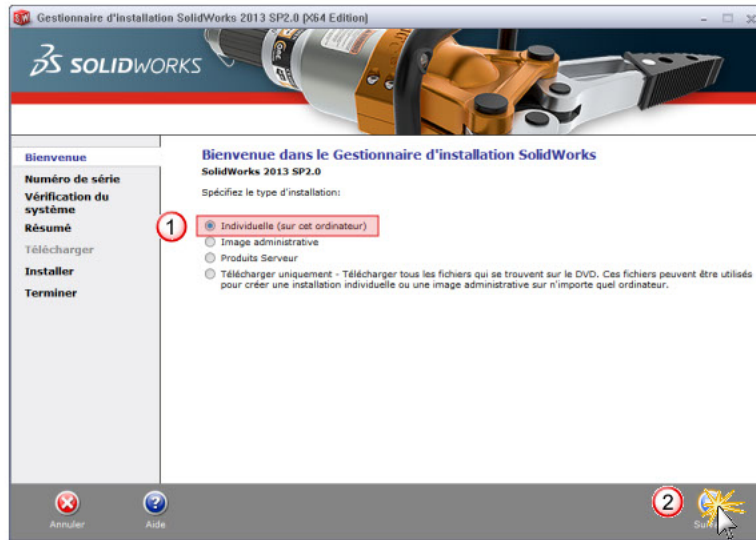 Gestionnaire d'installation SolidWorks 2013 SP2.0 (X64 Edition)
SOLIDWORKS
Bienvenue
Numéro de série
Vérification du
système
Résumé
Télécharger
Installer
Terminer
Bienvenue dans le Gestionnaire d'installation SolidWorks
SolidWorks 2013 SP2.0
Spécifiez le type d'installation:
1
Individuelle (sur cet ordinateur)
Image administrative
Produits Serveur
Télécharger uniquement - Télécharger tous les fichiers qui se trouvent sur le DVD. Ces fichiers peuvent être utilisés
pour créer une installation individuelle ou une image administrative sur n'importe quel ordinateur.
Annuler
Aide
2